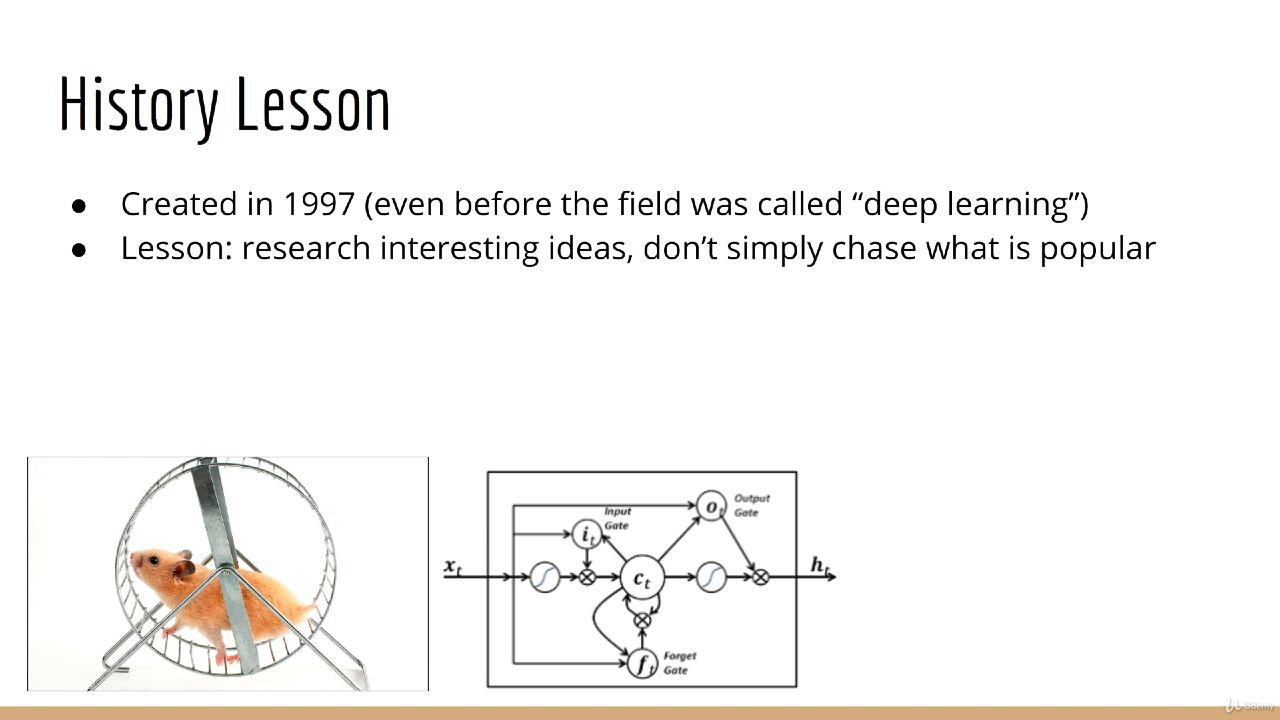 History Lesson
● Created in 1997 (even before the field was called “deep learning”)
● Lesson: research interesting ideas, don’t simply chase what is popular
Output
Gate
o_t
Input
Gate
i_t
x_t
c_t
h_t
f_t
Forget
Gate
Udemy